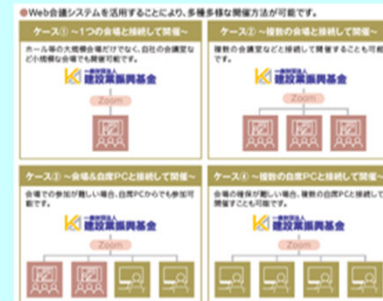 ●Web会議システムを活用することにより、多種多様な開催方法が可能です。
ケース① ～1つの会場と接続して開催～
ホール等の大規模会場だけでなく、自社の会議室な
ど小規模な会場でも開催可能です。
一般財団法人
建設業振興基金
Zoom
ケース② ～複数の会場と接続して開催～
複数の会議室などと接続して開催することも可能
です。
一般財団法人
建設業振興基金
Zoom
ケース③ ～会場&自席PCと接続して開催～
会場での参加が難しい場合、自席PCからでも参加可
能です。
一般財団法人
建設業振興基金
Zoom
ケース④ ～複数の自席PCと接続して開催～
会場の確保が難しい場合、複数の自席PCと接続して
開催すことも可能です。
一般財団法人
建設業振興基金
Zoom